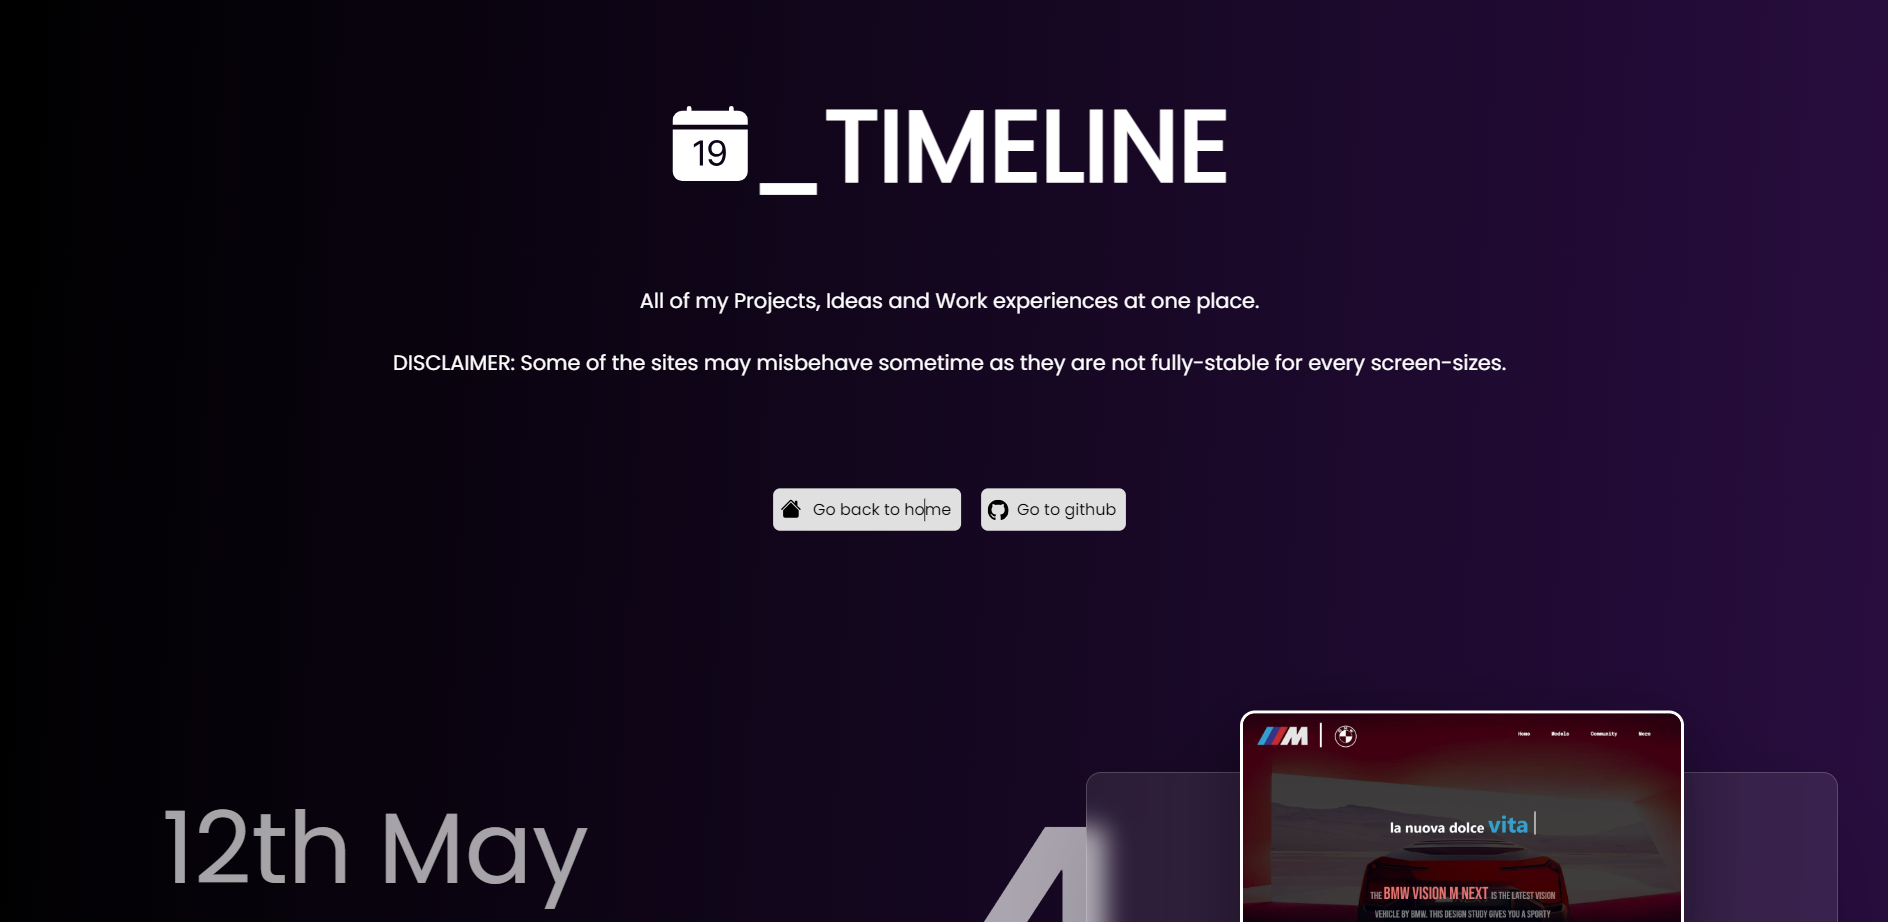 19
_TIMELINE
All of my Projects, Ideas and Work experiences at one place.
DISCLAIMER: Some of the sites may misbehave sometime as they are not fully-stable for every screen-sizes.
Go back to home
Go to github
M
Home Models Community More
12th May
4
la nuova dolce vita
THE BMW VISION M NEXT IS THE LATEST VISION
VEHICLE BY BMW. THIS DESIGN STUDY GIVES YOU A SPORTY